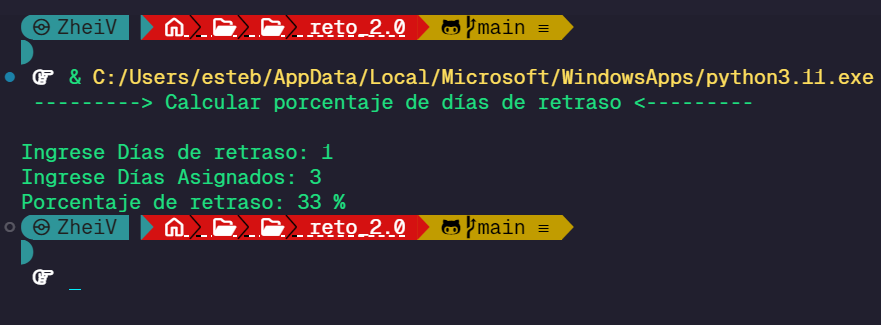 ZheiV reto_2.0 main ≡
& C:/Users/esteb/AppData/Local/Microsoft/WindowsApps/python3.11.exe
---------> Calcular porcentaje de días de retraso <---------
Ingrese Días de retraso: 1
Ingrese Días Asignados: 3
Porcentaje de retraso: 33 %
ZheiV reto_2.0 main ≡
_